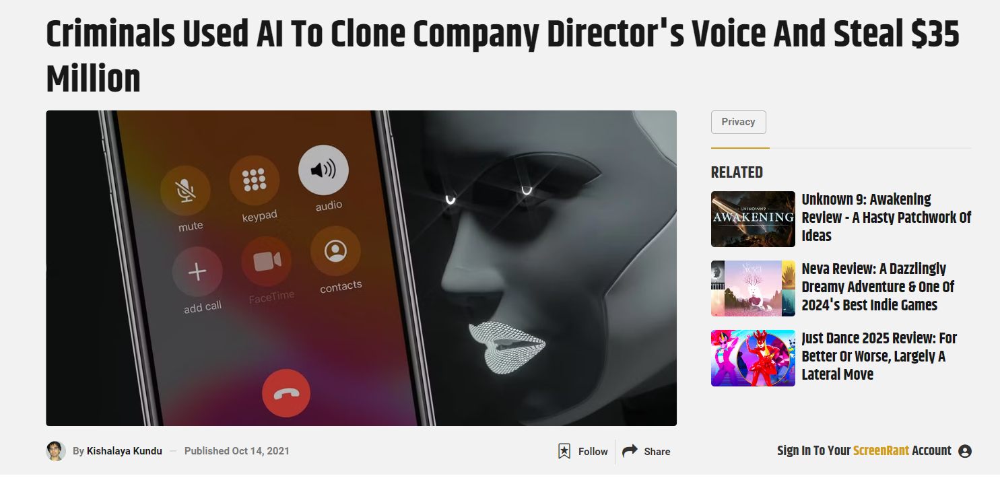 Criminals Used AI To Clone Company Director's Voice And Steal $35
Million
mute
keypad
audio
add call
FaceTime
contacts
By Kishalaya Kundu — Published Oct 14, 2021
Follow
Share
Privacy
RELATED
UNKNOWN9
AWAKENING
Unknown 9: Awakening
Review - A Hasty Patchwork Of
Ideas
Neva
Neva Review: A Dazzlingly
Dreamy Adventure & One Of
2024's Best Indie Games
Just Dance 2025 Review: For
Better Or Worse, Largely A
Lateral Move
Sign In To Your ScreenRant Account